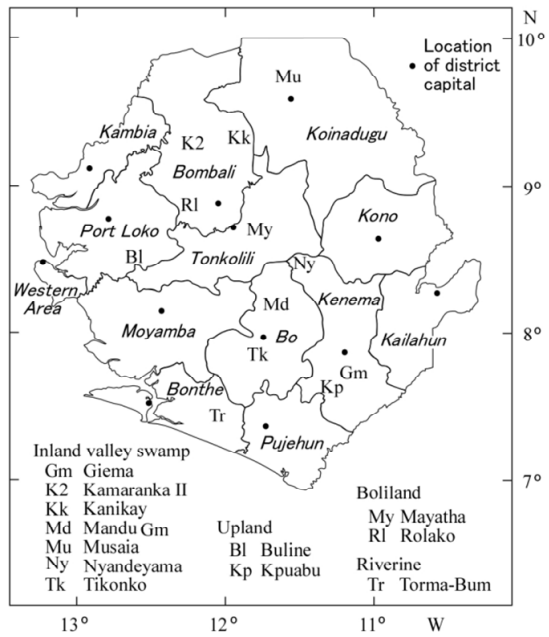 N
10°
Location
of district
capital
Mu
Kambia
K2
Kk
Koinadugu
Bombali
9°
Rl
Kono
Port Loko
My
Bl
Tonkolili
Ny
Western
Area
Md
Kenema
Moyamba
Bo
Kailahun
8°
Tk
Gm
Bonthe
Kp
Tr
Pujehun
7°
Inland valley swamp
Gm Giema
K2 Kamaranka II
Kk Kanikay
Md Mandu Gm
Mu Musaia
Ny Nyandeyama
Tk Tikonko
Upland
Bl Buline
Kp Kpuabu
Boliland
My Mayatha
Rl Rolako
Riverine
Tr Torma-Bum
13° 12° 11° W